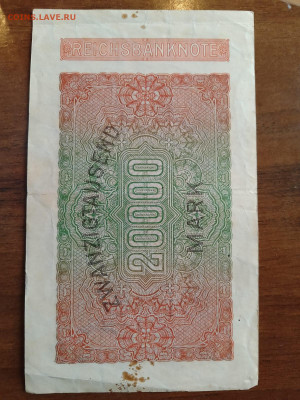 COINS.LAVE.RU
REICHSBANKNOTE
ZWANZIGTAUSEND
20000
MARK